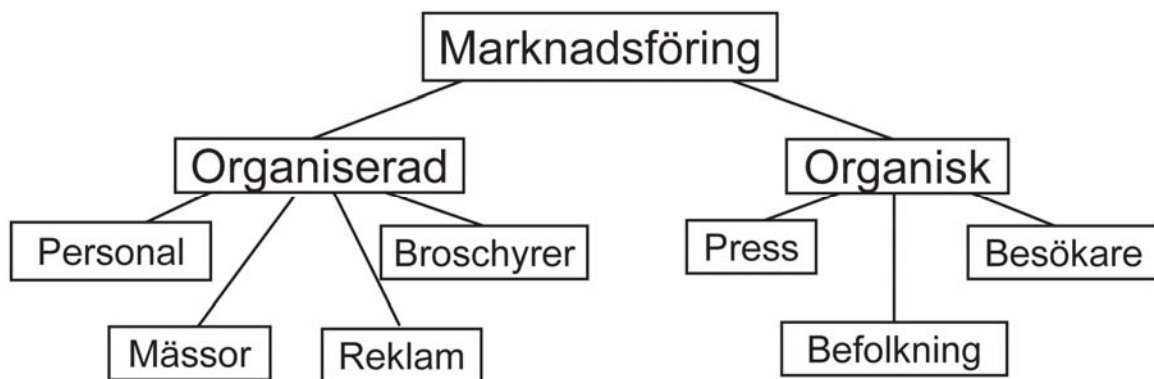 Marknadsföring
Organiserad
Organisk
Personal
Broschyrer
Press
Besökare
Mässor
Reklam
Befolkning